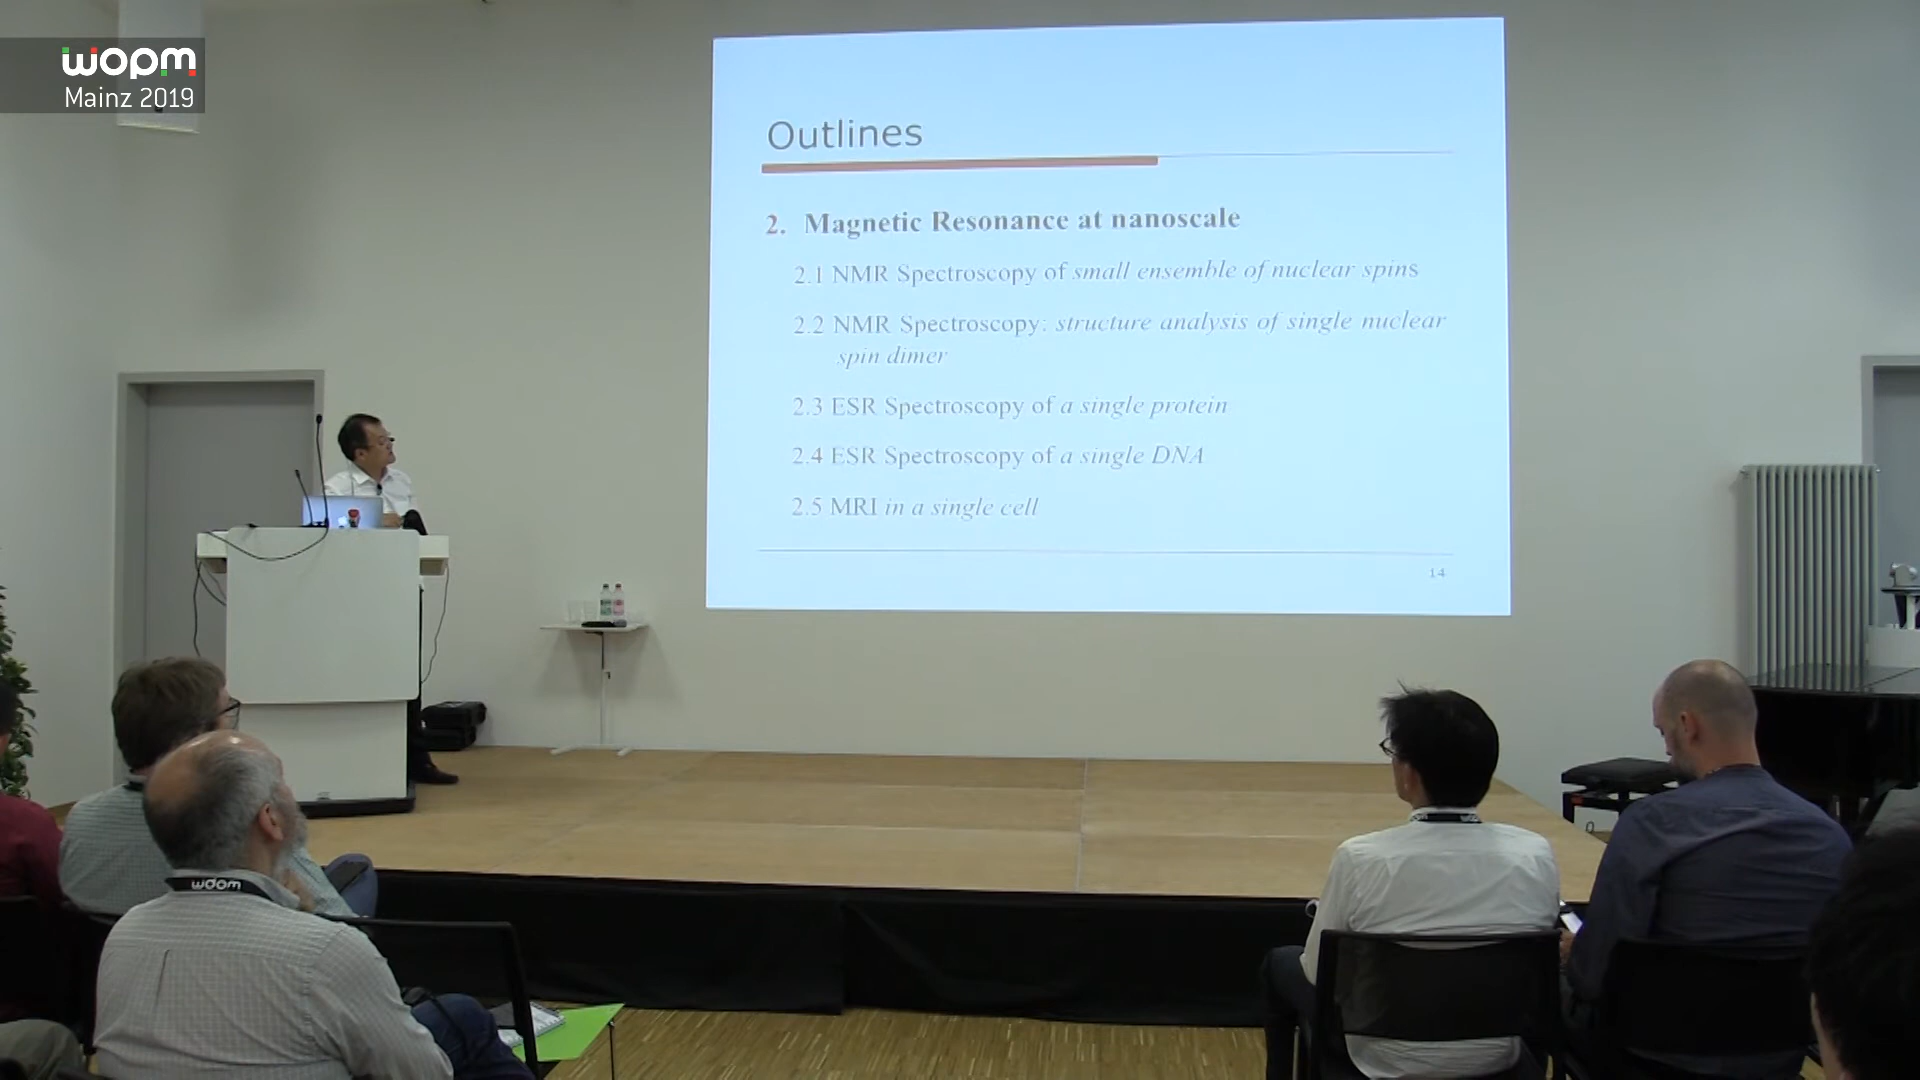 wopm
Mainz 2019
Outlines
2. Magnetic Resonance at nanoscale
2.1 NMR Spectroscopy of small ensemble of nuclear spins
2.2 NMR Spectroscopy: structure analysis of single nuclear
spin dimer
2.3 ESR Spectroscopy of a single protein
2.4 ESR Spectroscopy of a single DNA
2.5 MRI in a single cell
14
wopm